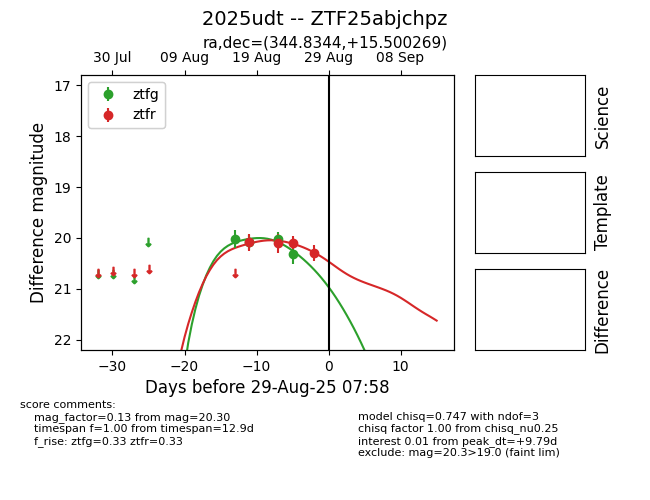 2025udt -- ZTF25abjchpz
ra,dec=(344.8344,+15.500269)
30 Jul 09 Aug 19 Aug 29 Aug 08 Sep
ztfg
ztfr
17
18
19
20
21
22
Difference magnitude
−30 −20 −10 0 10
Days before 29-Aug-25 07:58
Science
Template
Difference
score comments:
mag_factor=0.13 from mag=20.30
timespan f=1.00 from timespan=12.9d
f_rise: ztfg=0.33 ztfr=0.33
model chisq=0.747 with ndof=3
chisq factor 1.00 from chisq_nu0.25
interest 0.01 from peak_dt=+9.79d
exclude: mag=20.3>19.0 (faint lim)